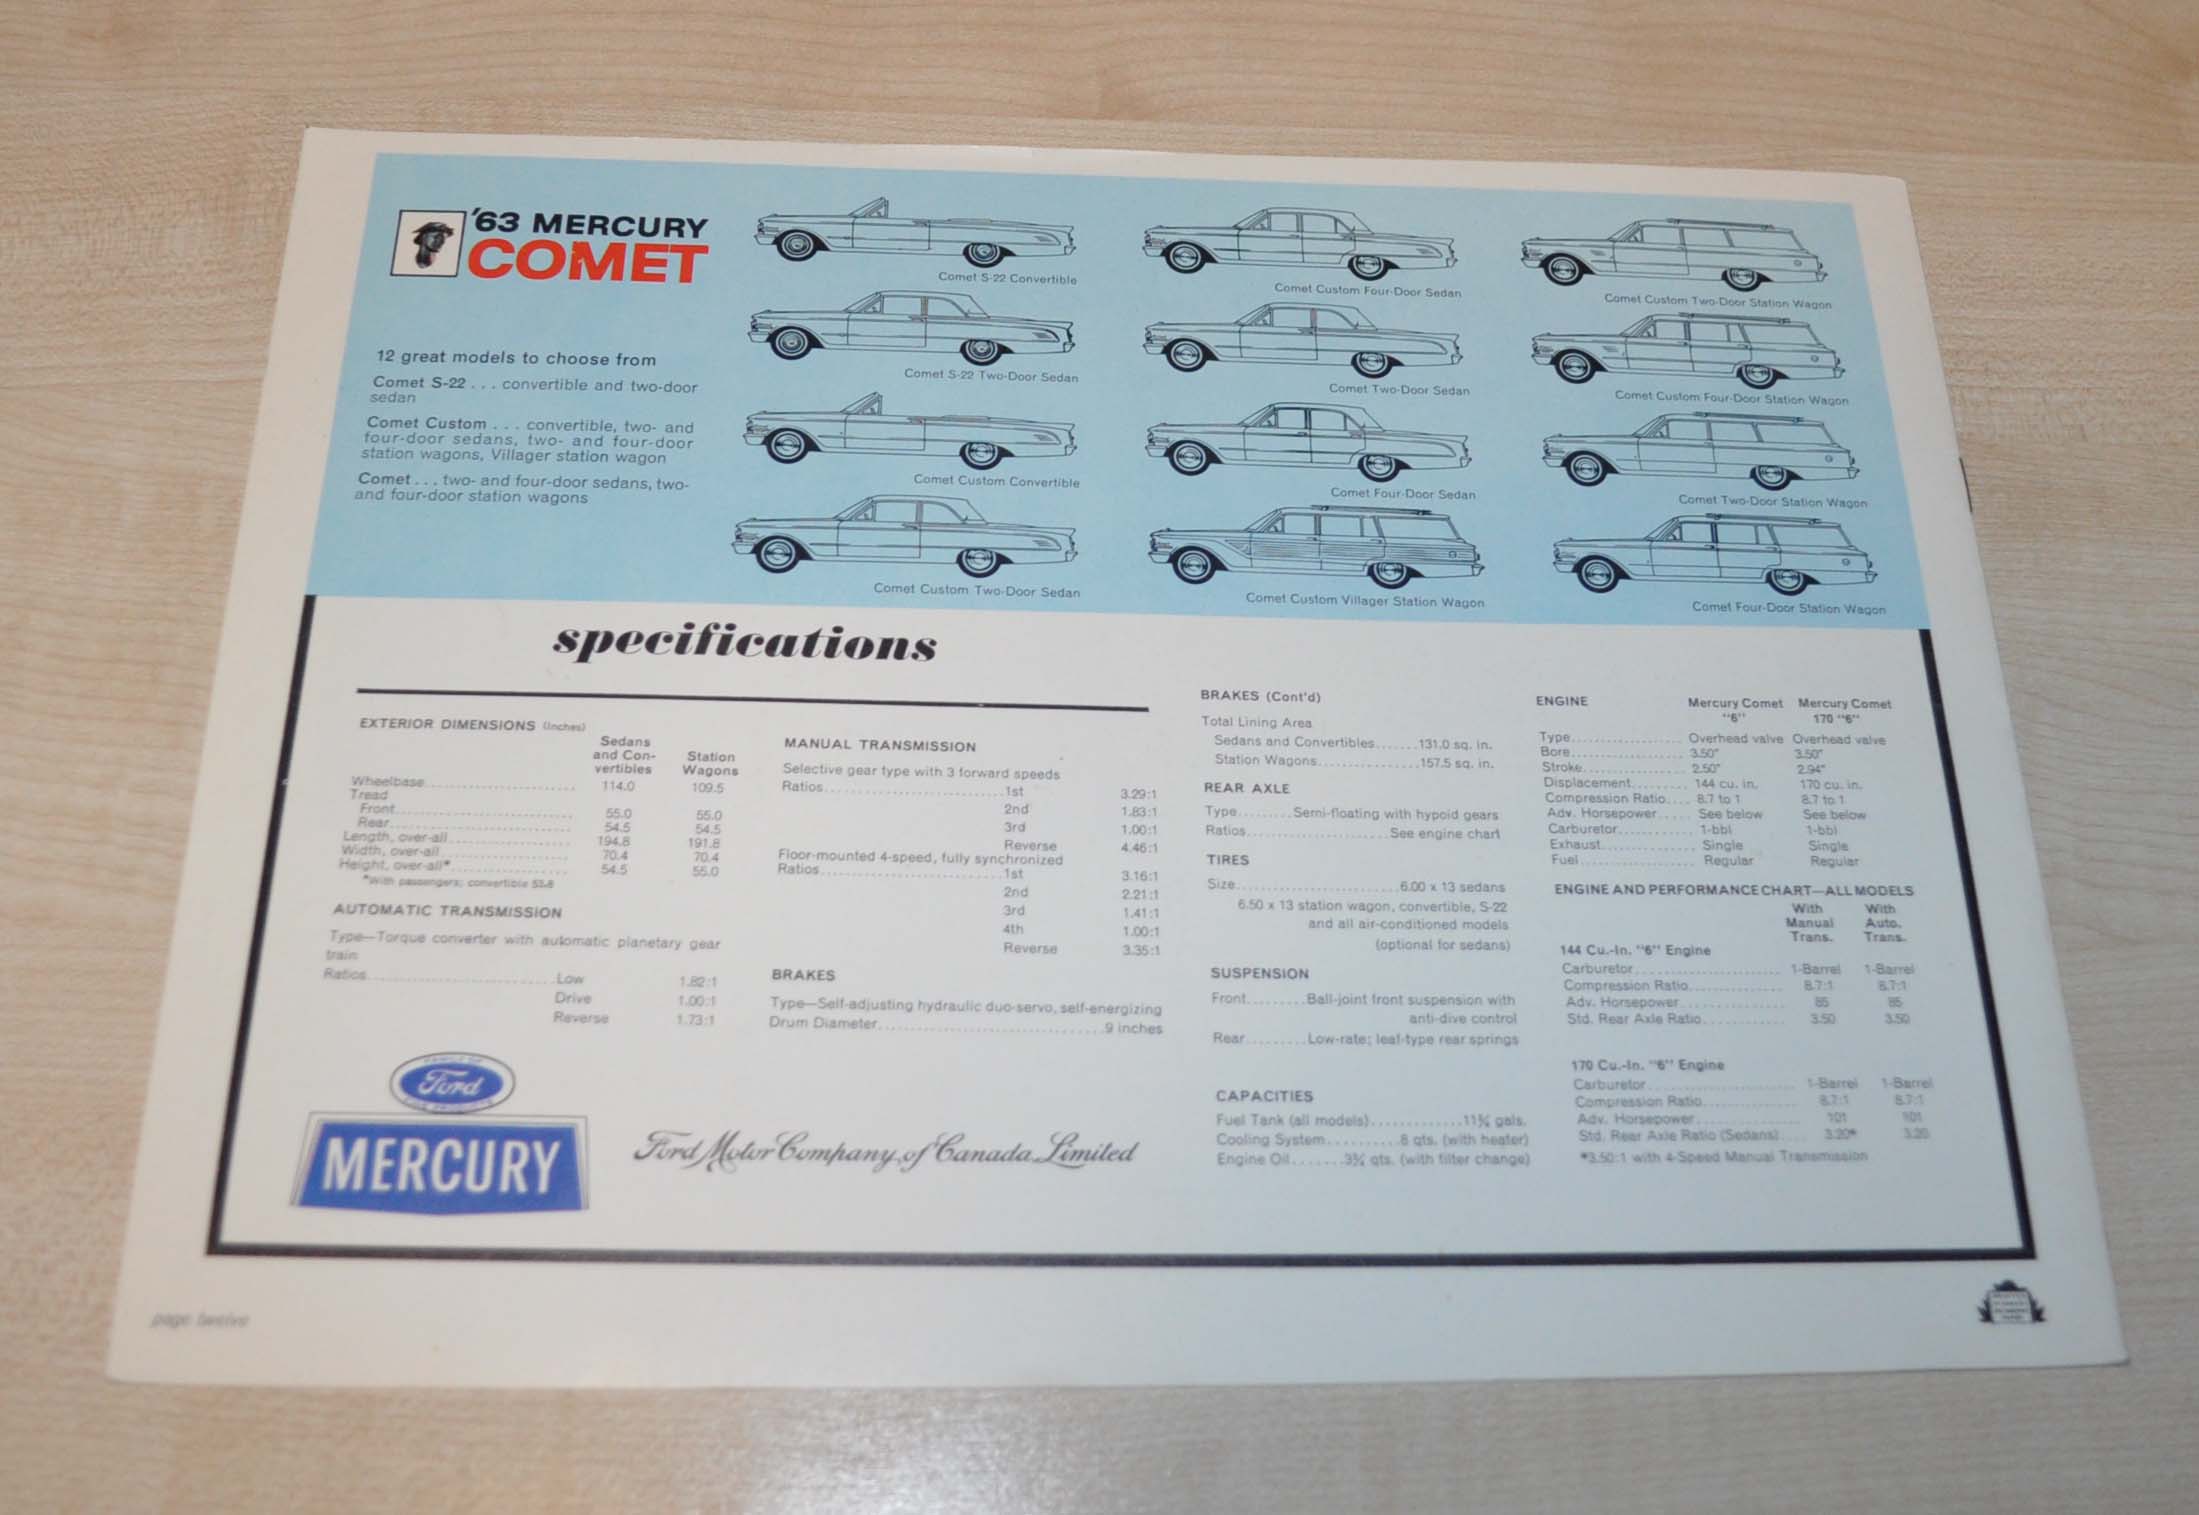 '63 MERCURY
COMET
12 great models to choose from
Comet S-22 . . . convertible and two-door
sedan
Comet Custom . . . convertible, two- and
four-door sedans, two- and four-door
station wagons, Villager station wagon
Comet . . . two- and four-door sedans, two-
and four-door station wagons
Comet S-22 Convertible
Comet S-22 Two-Door Sedan
Comet Custom Convertible
Comet Custom Two-Door Sedan
Comet Custom Four-Door Sedan
Comet Two-Door Sedan
Comet Four-Door Sedan
Comet Custom Villager Station Wagon
Comet Custom Two-Door Station Wagon
Comet Custom Four-Door Station Wagon
Comet Two-Door Station Wagon
Comet Four-Door Station Wagon
specifications
EXTERIOR DIMENSIONS (Inches)
Sedans
and Con- Station
vertibles Wagons
Wheelbase 114.0 109.5
Tread
Front 55.0 55.0
Rear 54.5 54.5
Length, over-all 194.8 191.8
Width, over-all 70.4 70.4
Height, over-all* 54.5 55.0
*With passengers; convertible 53.8
AUTOMATIC TRANSMISSION
Type—Torque converter with automatic planetary gear
train
Ratios Low 1.82:1
Drive 1.00:1
Reverse 1.73:1
MANUAL TRANSMISSION
Selective gear type with 3 forward speeds
Ratios 1st 3.29:1
2nd 1.83:1
3rd 1.00:1
Reverse 4.46:1
Floor-mounted 4-speed, fully synchronized
Ratios 1st 3.16:1
2nd 2.21:1
3rd 1.41:1
4th 1.00:1
Reverse 3.35:1
BRAKES
Type—Self-adjusting hydraulic duo-servo, self-energizing
Drum Diameter 9 inches
BRAKES (Cont'd)
Total Lining Area
Sedans and Convertibles 131.0 sq. in.
Station Wagons 157.5 sq. in.
REAR AXLE
Type Semi-floating with hypoid gears
Ratios See engine chart
TIRES
Size 6.00 x 13 sedans
6.50 x 13 station wagon, convertible, S-22
and all air-conditioned models
(optional for sedans)
SUSPENSION
Front Ball-joint front suspension with
anti-dive control
Rear Low-rate; leaf-type rear springs
CAPACITIES
Fuel Tank (all models) 11¾ gals.
Cooling System 8 qts. (with heater)
Engine Oil 3¾ qts. (with filter change)
ENGINE Mercury Comet "6" Mercury Comet 170 "6"
Type Overhead valve Overhead valve
Bore 3.50" 3.50"
Stroke 2.50" 2.94"
Displacement 144 cu. in. 170 cu. in.
Compression Ratio 8.7 to 1 8.7 to 1
Adv. Horsepower See below See below
Carburetor 1-bbl 1-bbl
Exhaust Single Single
Fuel Regular Regular
ENGINE AND PERFORMANCE CHART—ALL MODELS
With With
Manual Auto.
Trans. Trans.
144 Cu.-In. "6" Engine
Carburetor 1-Barrel 1-Barrel
Compression Ratio 8.7:1 8.7:1
Adv. Horsepower 85 85
Std. Rear Axle Ratio 3.50 3.50
170 Cu.-In. "6" Engine
Carburetor 1-Barrel 1-Barrel
Compression Ratio 8.7:1 8.7:1
Adv. Horsepower 101 101
Std. Rear Axle Ratio (Sedans) 3.20* 3.20
*3.50:1 with 4-Speed Manual Transmission
FAMILY OF
Ford
FINE PRODUCTS
MERCURY
Ford Motor Company of Canada Limited
page twelve